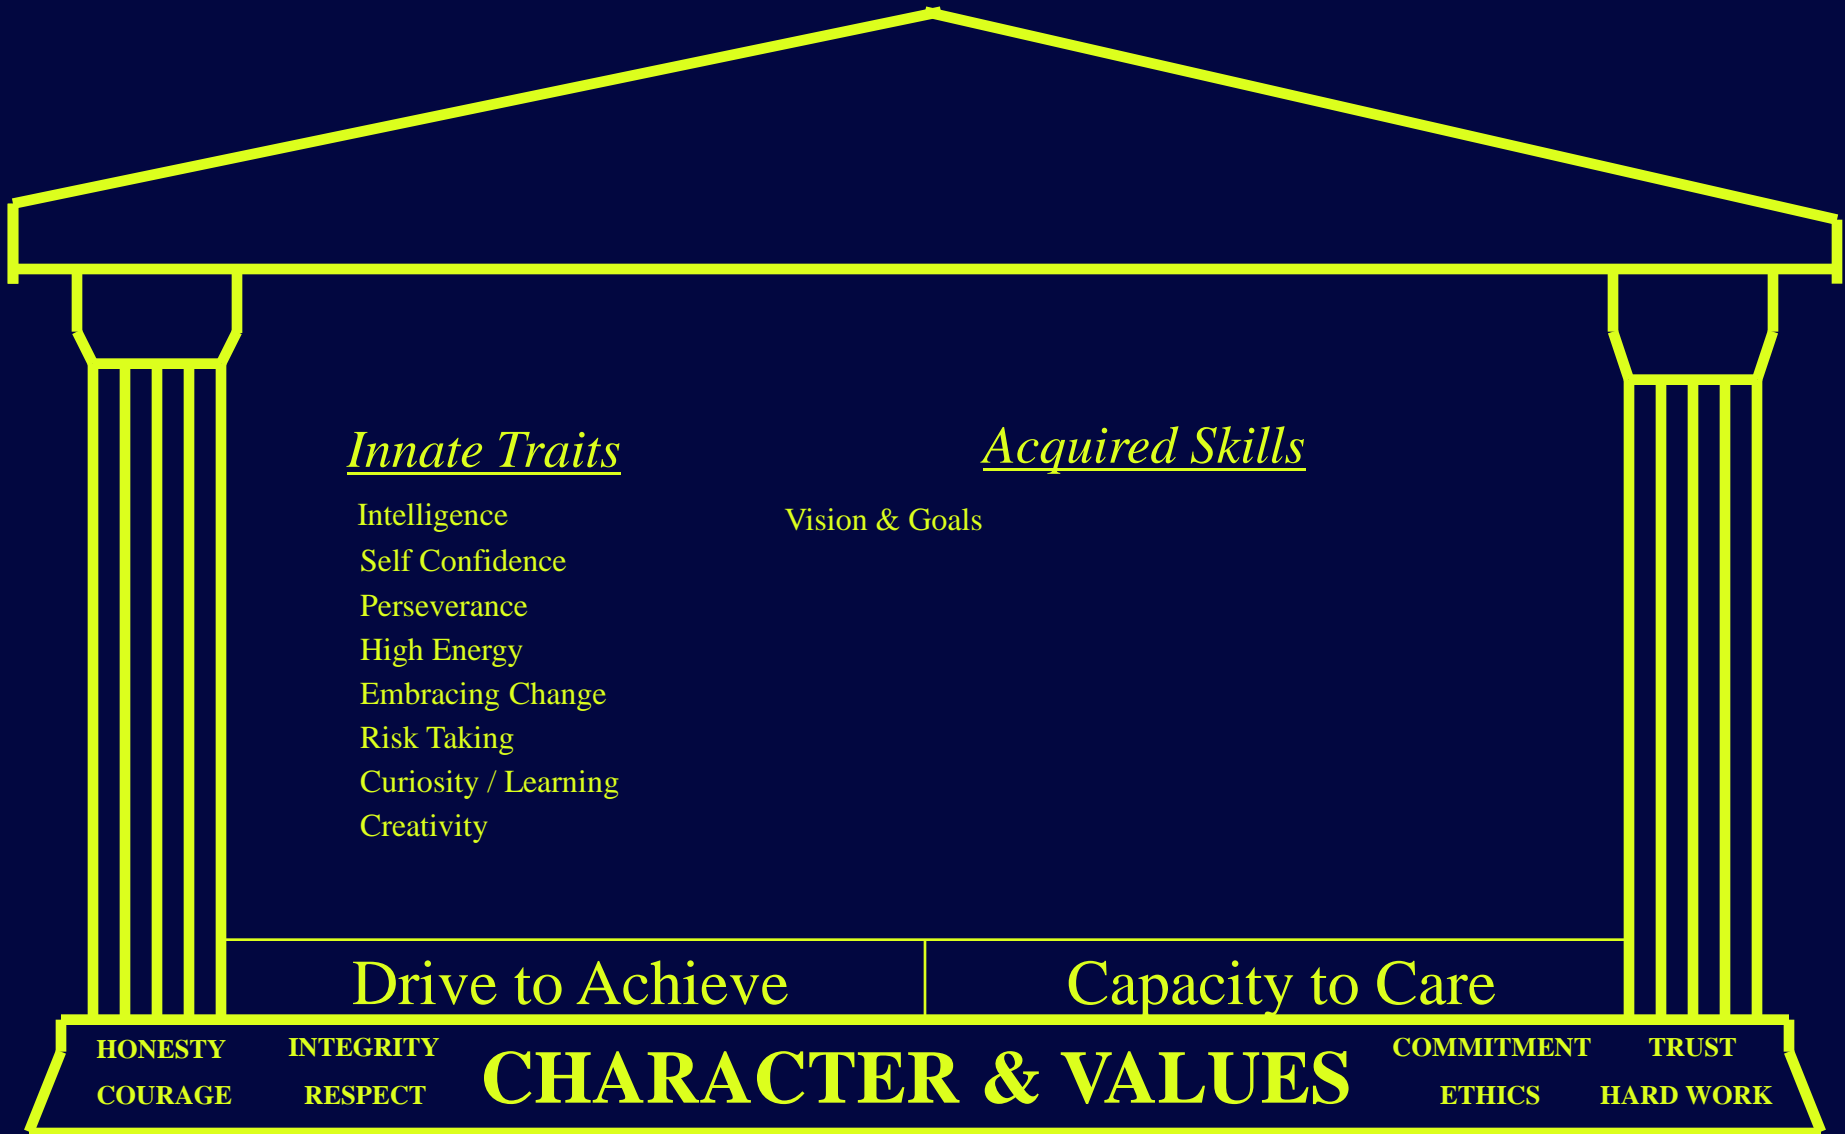 Innate Traits
Acquired Skills
Intelligence
Self Confidence
Perseverance
High Energy
Embracing Change
Risk Taking
Curiosity / Learning
Creativity
Vision & Goals
Drive to Achieve
Capacity to Care
HONESTY
INTEGRITY
COURAGE
RESPECT
CHARACTER & VALUES
COMMITMENT
TRUST
ETHICS
HARD WORK